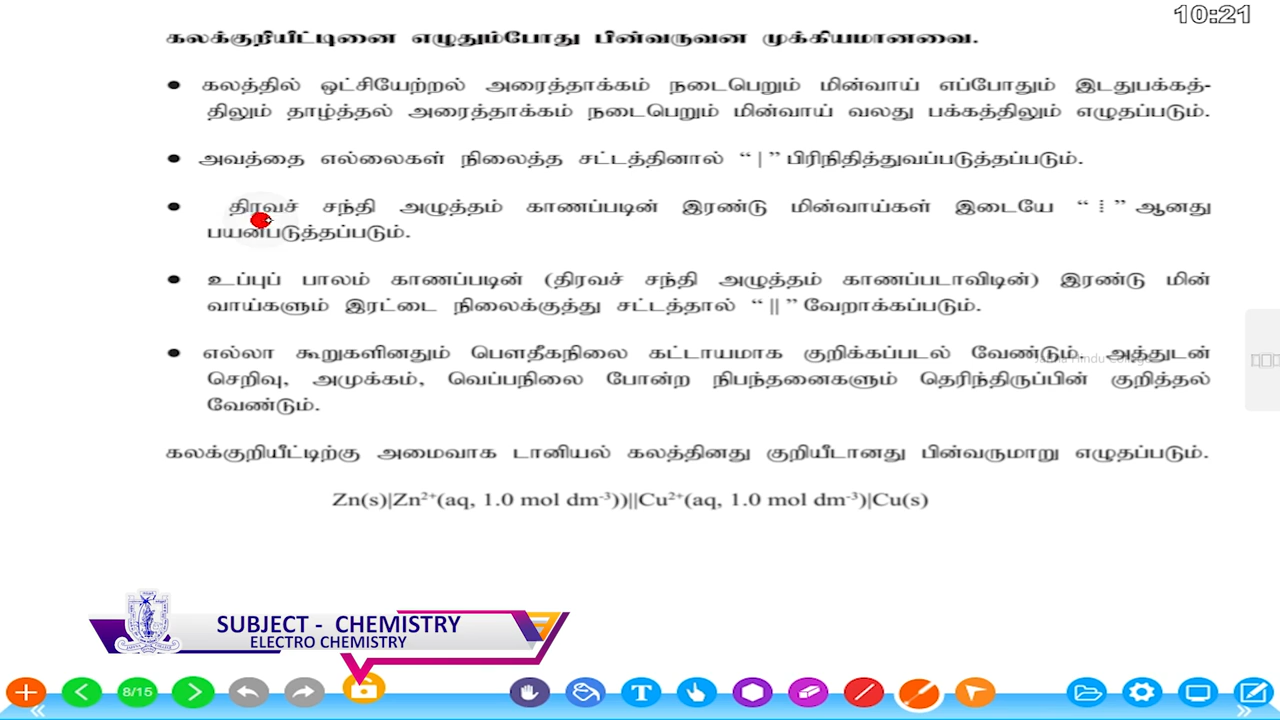 10:21
கலக்குறியீட்டினை எழுதும்போது பின்வருவன முக்கியமானவை.
● கலத்தில் ஒட்சியேற்றல் அரைத்தாக்கம் நடைபெறும் மின்வாய் எப்போதும் இடதுபக்கத்-
திலும் தாழ்த்தல் அரைத்தாக்கம் நடைபெறும் மின்வாய் வலது பக்கத்திலும் எழுதப்படும்.
● அவத்தை எல்லைகள் நிலைத்த சட்டத்தினால் “ | ” பிரிநிதித்துவப்படுத்தப்படும்.
● திரவச் சந்தி அழுத்தம் காணப்படின் இரண்டு மின்வாய்கள் இடையே “ ⁞ ” ஆனது
பயன்படுத்தப்படும்.
● உப்புப் பாலம் காணப்படின் (திரவச் சந்தி அழுத்தம் காணப்படாவிடின்) இரண்டு மின்
வாய்களும் இரட்டை நிலைக்குத்து சட்டத்தால் “ || ” வேறாக்கப்படும்.
● எல்லா கூறுகளினதும் பௌதீகநிலை கட்டாயமாக குறிக்கப்படல் வேண்டும். அத்துடன்
செறிவு, அமுக்கம், வெப்பநிலை போன்ற நிபந்தனைகளும் தெரிந்திருப்பின் குறித்தல்
வேண்டும்.
கலக்குறியீட்டிற்கு அமைவாக டானியல் கலத்தினது குறியீடானது பின்வருமாறு எழுதப்படும்.
Zn(s)|Zn²⁺(aq, 1.0 mol dm⁻³))||Cu²⁺(aq, 1.0 mol dm⁻³)|Cu(s)
SUBJECT - CHEMISTRY
ELECTRO CHEMISTRY
8/15
T